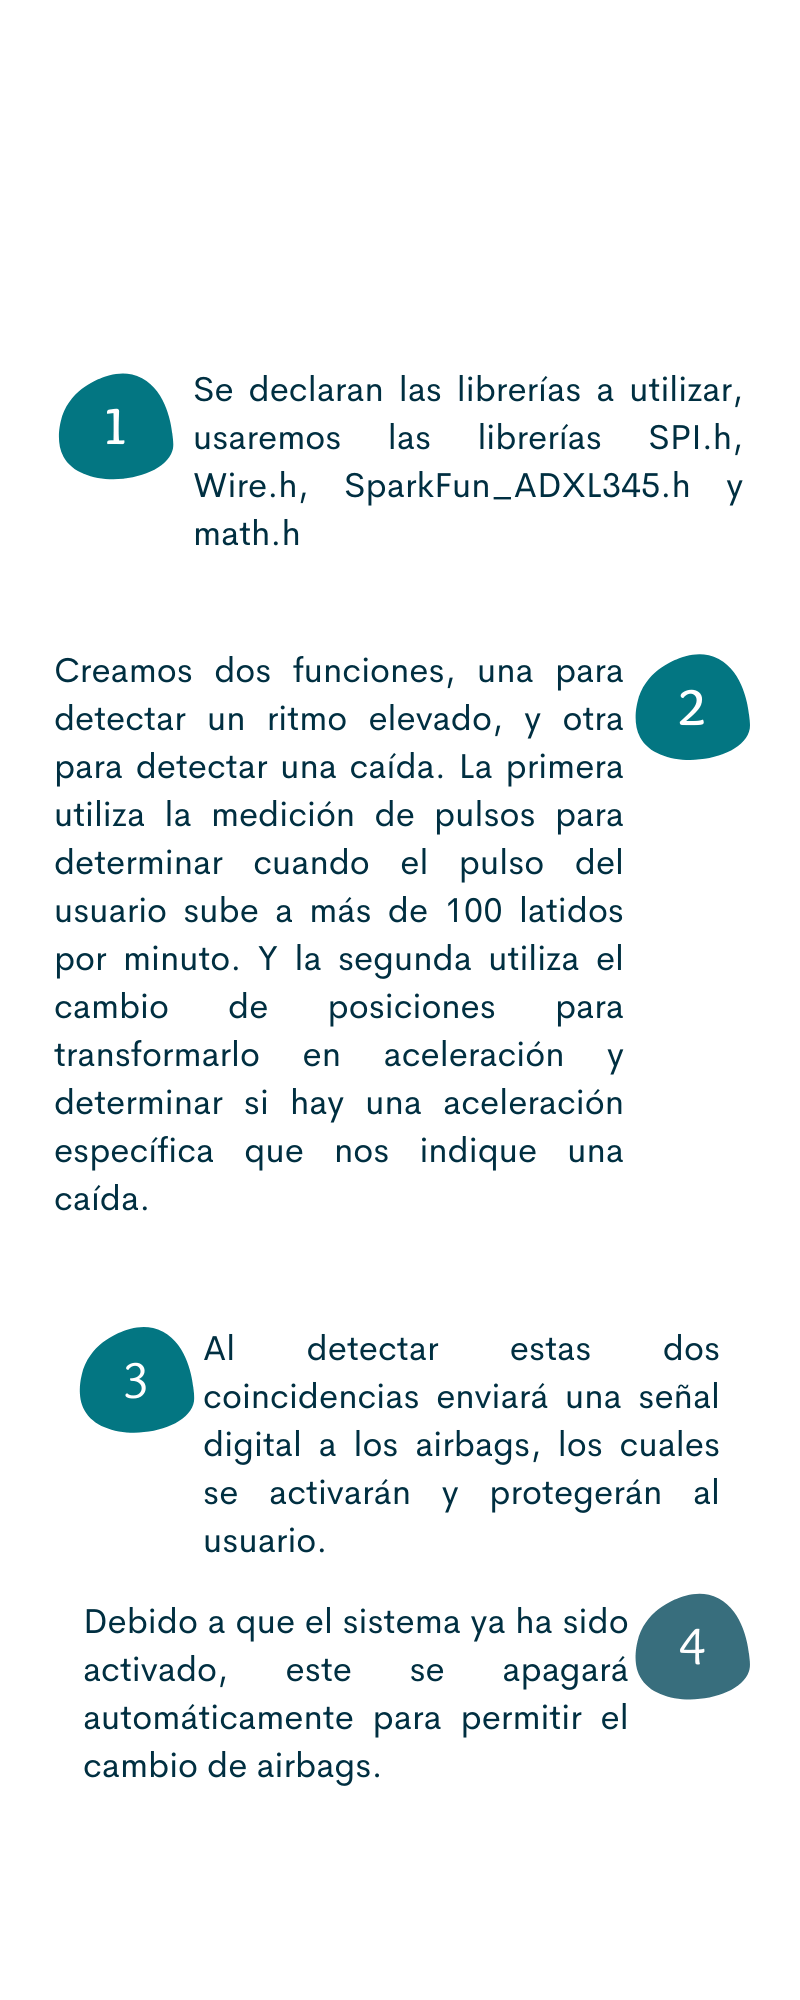 1
Se declaran las librerías a utilizar,
usaremos las librerías SPI.h,
Wire.h, SparkFun_ADXL345.h y
math.h
2
Creamos dos funciones, una para
detectar un ritmo elevado, y otra
para detectar una caída. La primera
utiliza la medición de pulsos para
determinar cuando el pulso del
usuario sube a más de 100 latidos
por minuto. Y la segunda utiliza el
cambio de posiciones para
transformarlo en aceleración y
determinar si hay una aceleración
específica que nos indique una
caída.
3
Al detectar estas dos
coincidencias enviará una señal
digital a los airbags, los cuales
se activarán y protegerán al
usuario.
4
Debido a que el sistema ya ha sido
activado, este se apagará
automáticamente para permitir el
cambio de airbags.